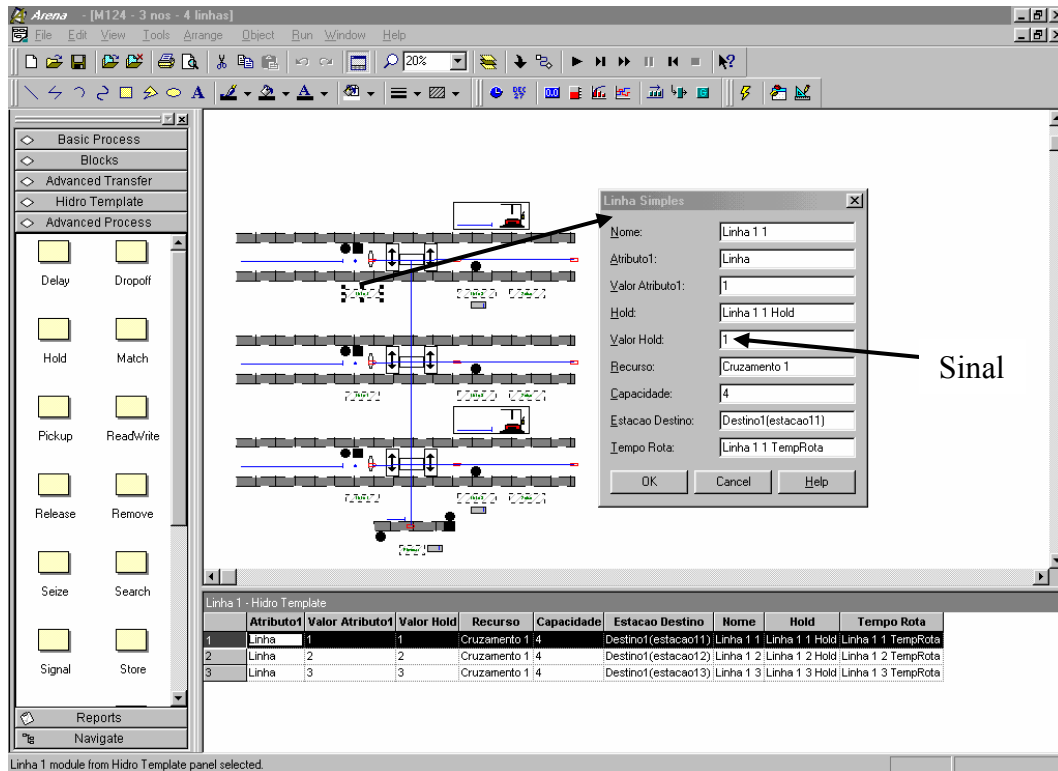 Arena - [M124 - 3 nos - 4 linhas]
File Edit View Tools Arrange Object Run Window Help
20%
Basic Process
Blocks
Advanced Transfer
Hidro Template
Advanced Process
Delay Dropoff
Hold Match
Pickup ReadWrite
Release Remove
Seize Search
Signal Store
Reports
Navigate
Linha Simples
Nome: Linha 1 1
Atributo1: Linha
Valor Atributo1: 1
Hold: Linha 1 1 Hold
Valor Hold: 1
Recurso: Cruzamento 1
Capacidade: 4
Estacao Destino: Destino1(estacao11)
Tempo Rota: Linha 1 1 TempRota
OK Cancel Help
Sinal
Linha 1 - Hidro Template
Atributo1 Valor Atributo1 Valor Hold Recurso Capacidade Estacao Destino Nome Hold Tempo Rota
1 Linha 1 1 Cruzamento 1 4 Destino1(estacao11) Linha 1 1 Linha 1 1 Hold Linha 1 1 TempRota
2 Linha 2 2 Cruzamento 1 4 Destino1(estacao12) Linha 1 2 Linha 1 2 Hold Linha 1 2 TempRota
3 Linha 3 3 Cruzamento 1 4 Destino1(estacao13) Linha 1 3 Linha 1 3 Hold Linha 1 3 TempRota
Linha 1 module from Hidro Template panel selected.